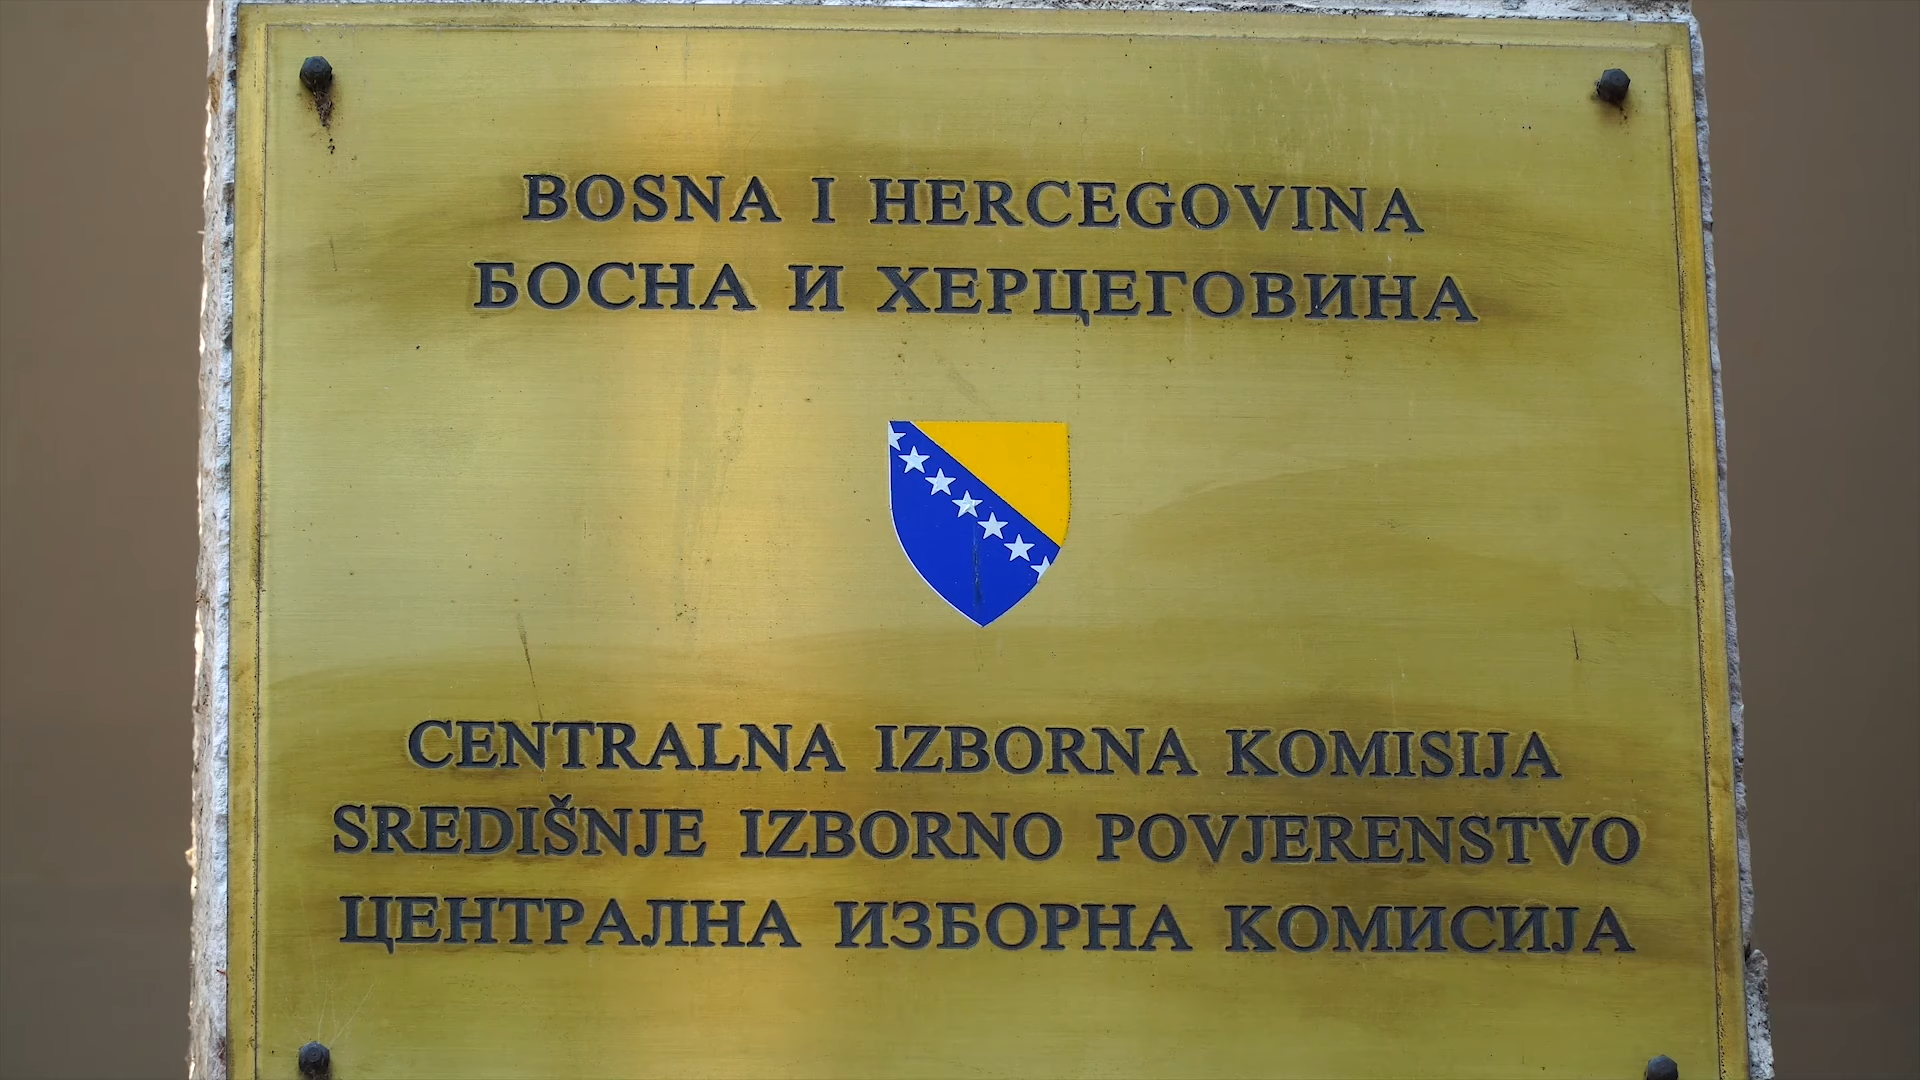 BOSNA I HERCEGOVINA
БОСНА И ХЕРЦЕГОВИНА
CENTRALNA IZBORNA KOMISIJA
SREDIŠNJE IZBORNO POVJERENSTVO
ЦЕНТРАЛНА ИЗБОРНА КОМИСИЈА